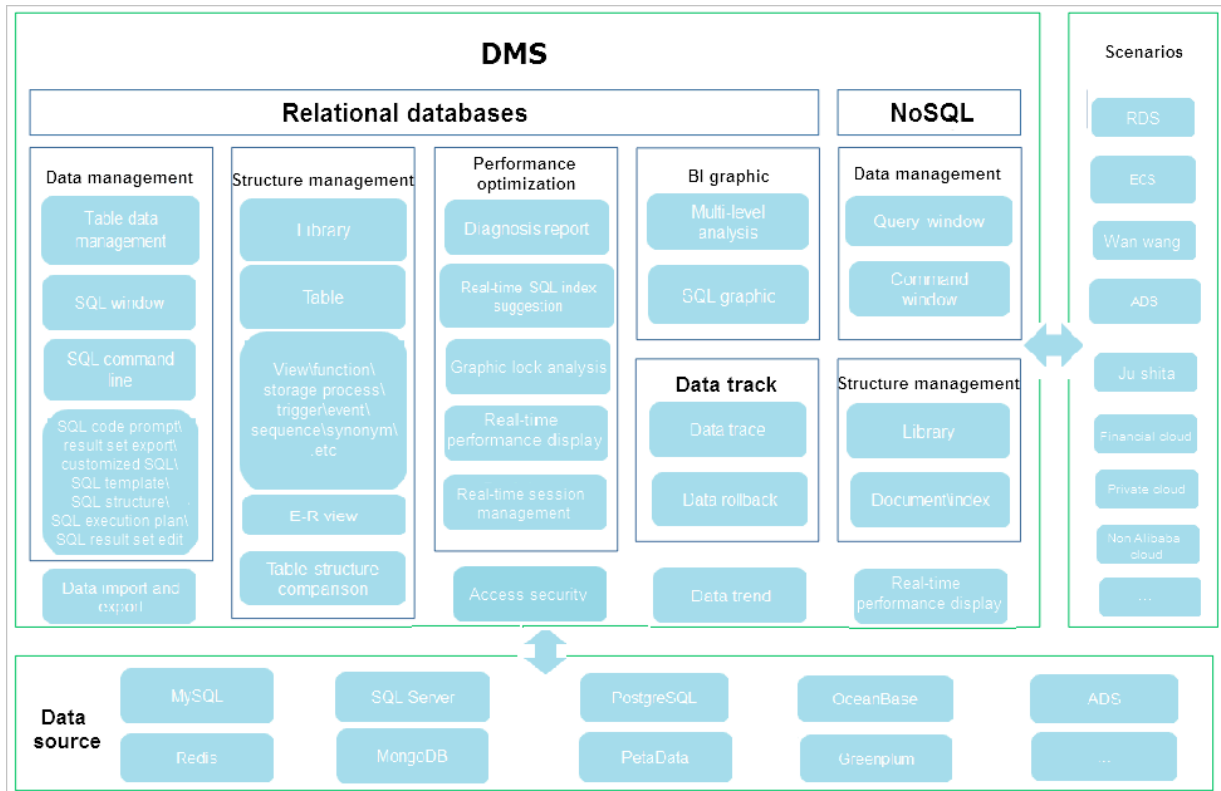 DMS
Relational databases
NoSQL
Data management
Table data
management
SQL window
SQL command
line
SQL code prompt\
result set export\
customized SQL\
SQL template\
SQL structure\
SQL execution plan\
SQL result set edit
Data import and
export
Structure management
Library
Table
View\function\
storage process\
trigger\event\
sequence\synonym\
.etc
E-R view
Table structure
comparison
Performance
optimization
Diagnosis report
Real-time SQL index
suggestion
Graphic lock analysis
Real-time
performance display
Real-time session
management
Access security
BI graphic
Multi-level
analysis
SQL graphic
Data track
Data trace
Data rollback
Data trend
Data management
Query window
Command
window
Structure management
Library
Document\index
Real-time
performance display
Scenarios
RDS
ECS
Wan wang
ADS
Ju shita
Financial cloud
Private cloud
Non Alibaba
cloud
...
Data
source
MySQL
SQL Server
PostgreSQL
OceanBase
ADS
Redis
MongoDB
PetaData
Greenplum
...